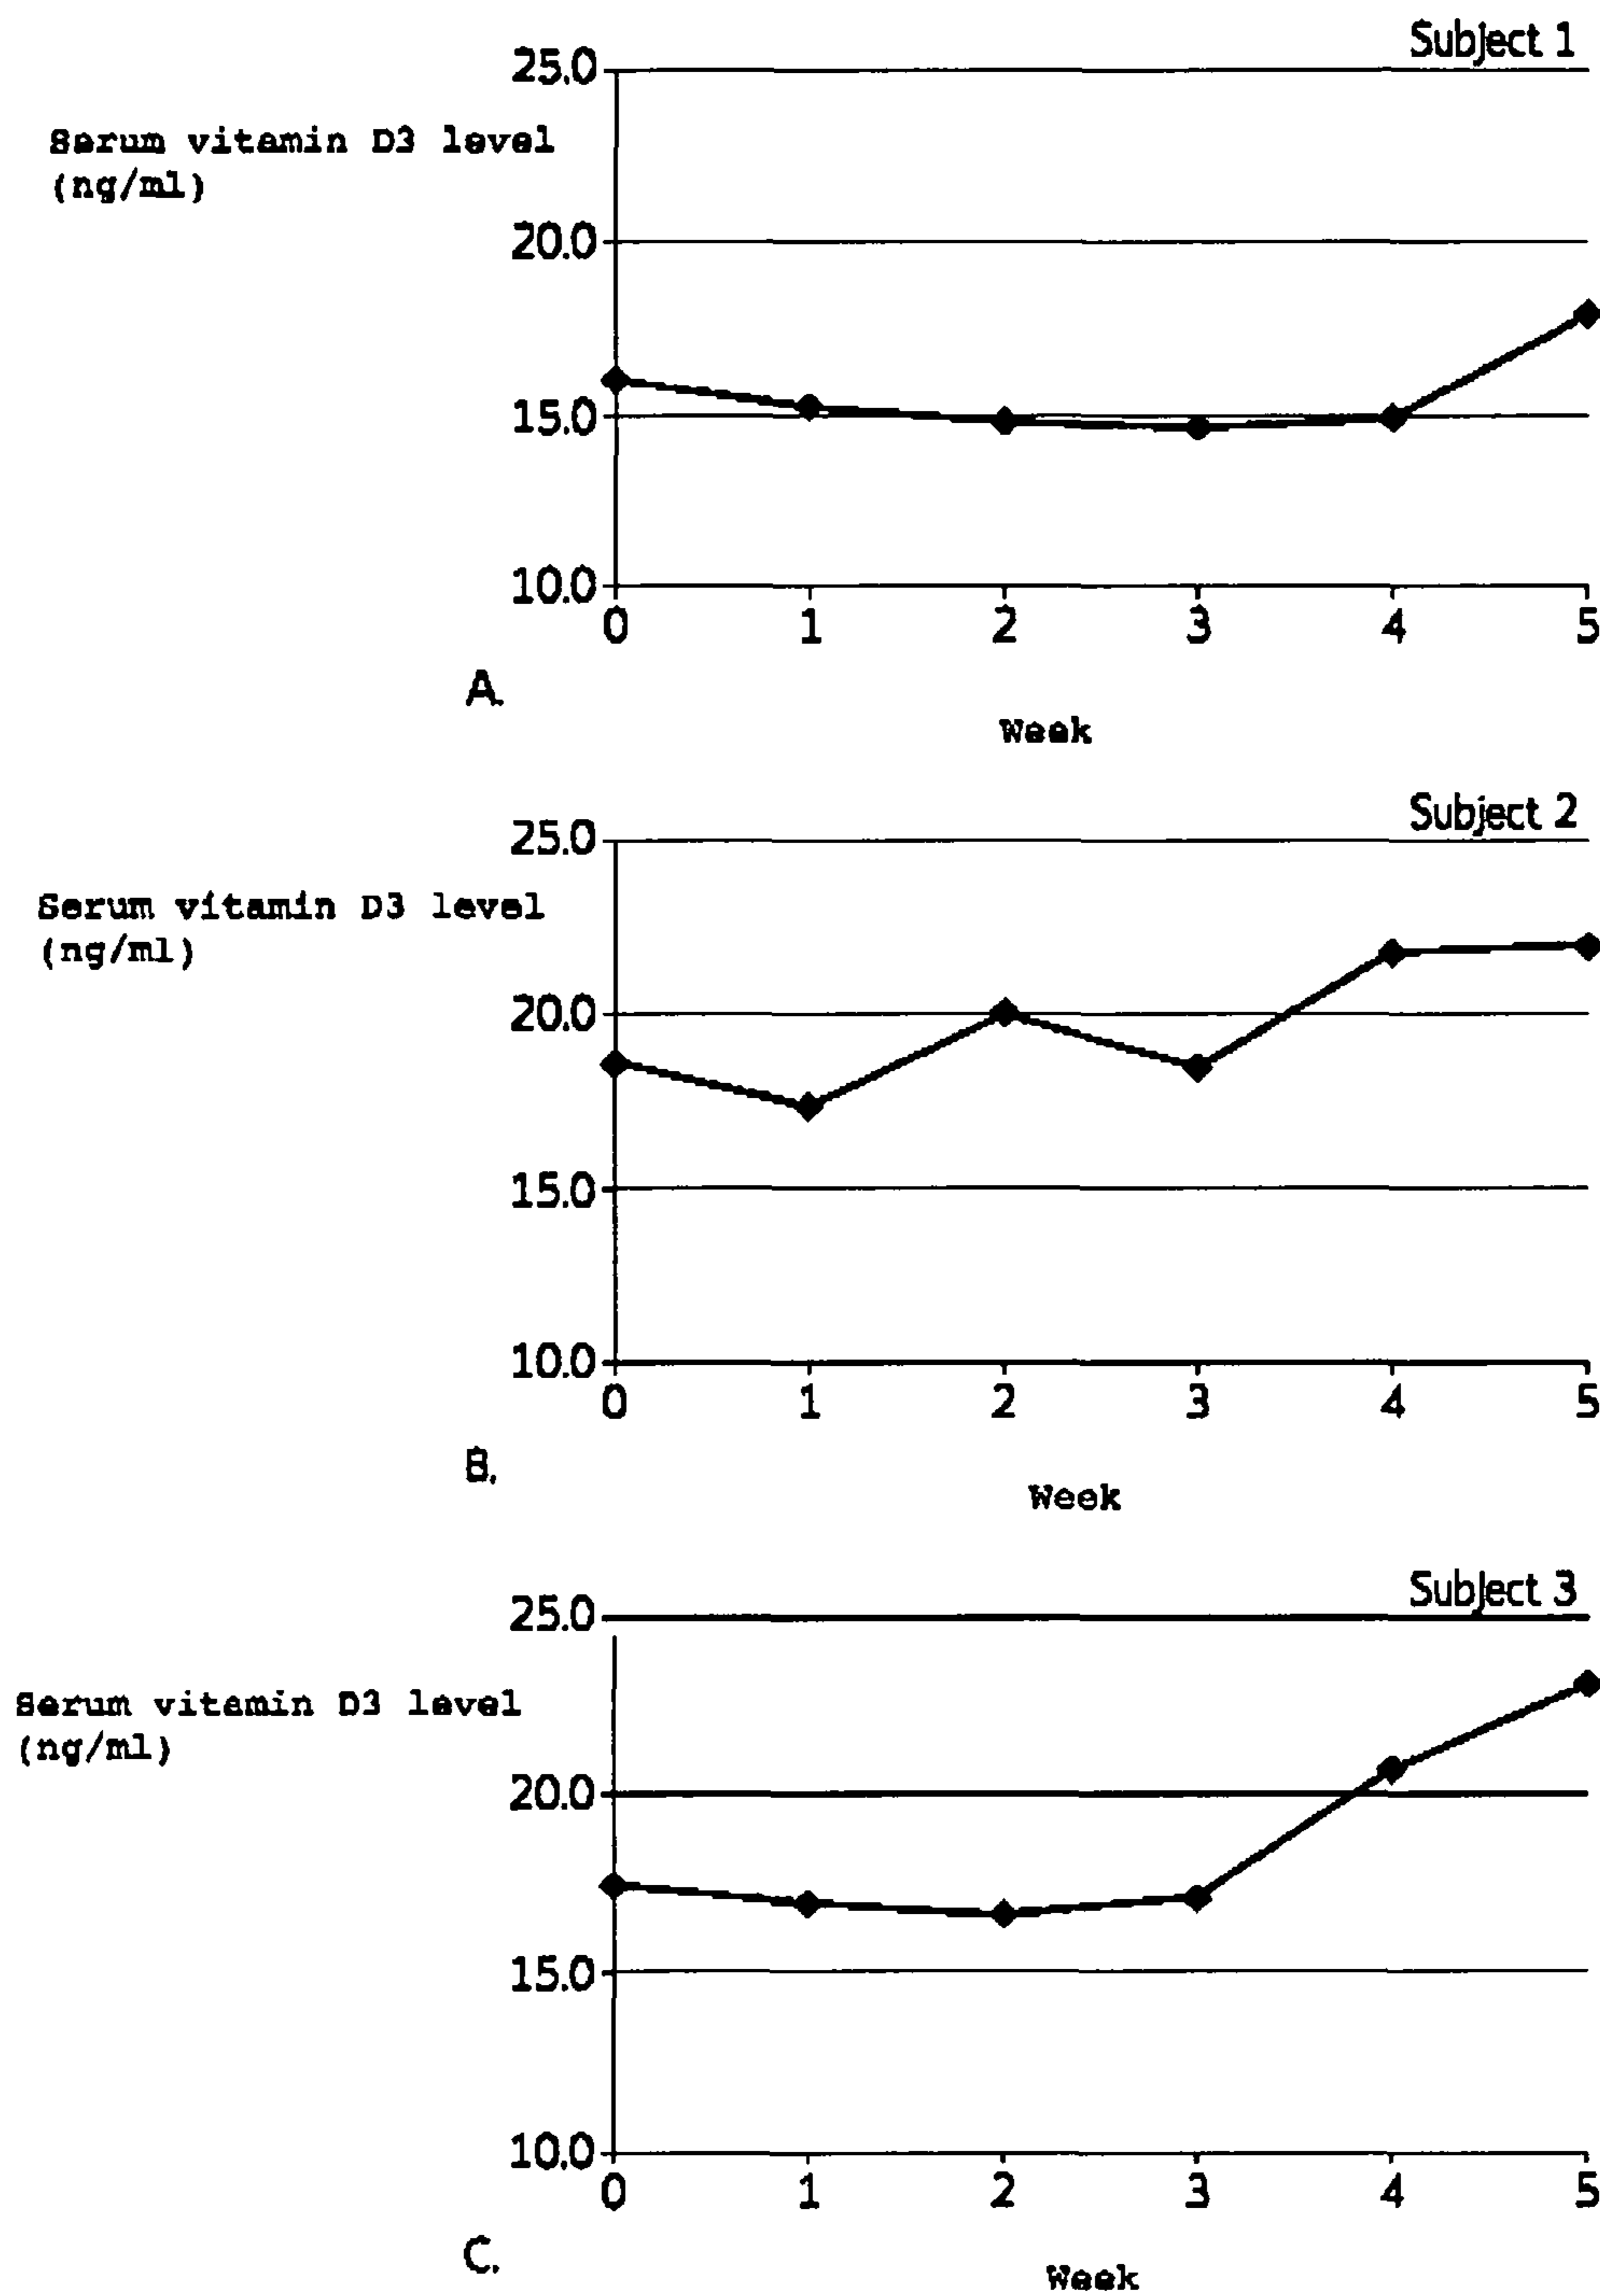 Subject 1
25.0
Serum vitamin D3 level
(ng/ml)
20.0
15.0
10.0
0 1 2 3 4 5
A.
Week
Subject 2
25.0
Serum vitamin D3 level
(ng/ml)
20.0
15.0
10.0
0 1 2 3 4 5
B.
Week
Subject 3
25.0
Serum vitamin D3 level
(ng/ml)
20.0
15.0
10.0
0 1 2 3 4 5
C.
Week